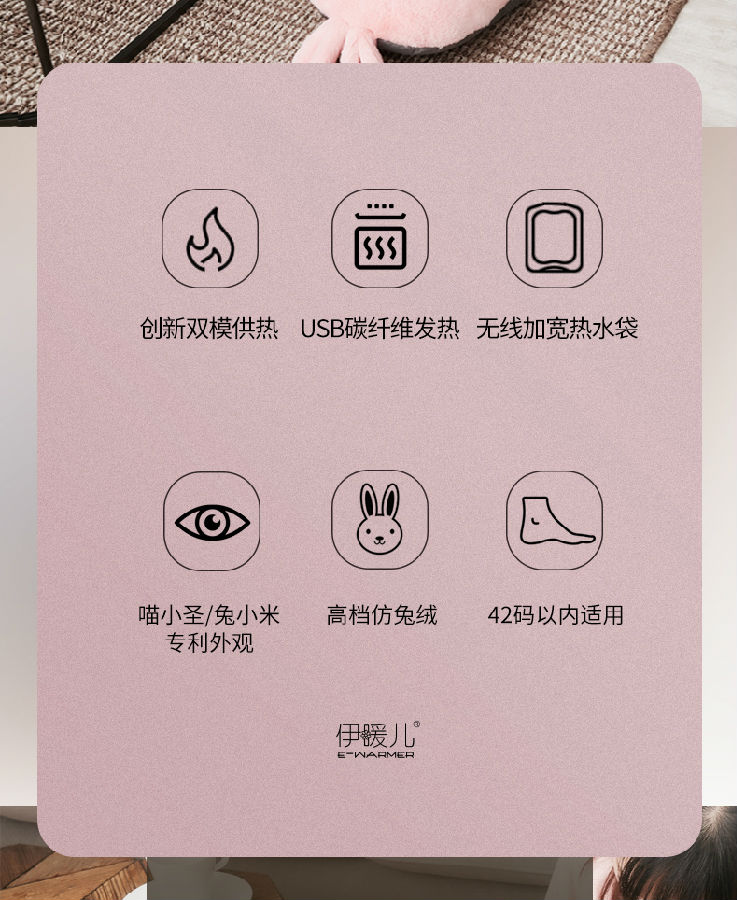 创新双模供热
USB碳纤维发热
无线加宽热水袋
喵小圣/兔小米
专利外观
高档仿兔绒
42码以内适用
伊暖儿®
E-WARMER